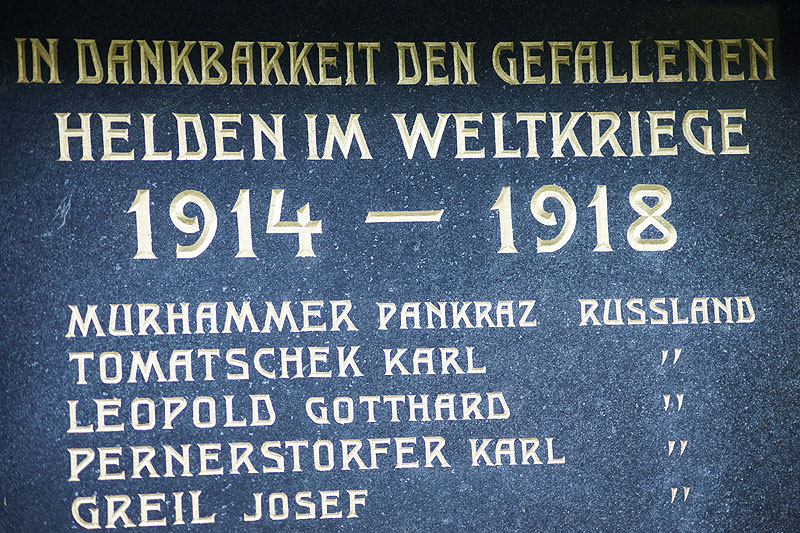 IN DANKBARKEIT DEN GEFALLENEN
HELDEN IM WELTKRIEGE
1914 — 1918
MURHAMMER PANKRAZ RUSSLAND
TOMATSCHEK KARL "
LEOPOLD GOTTHARD "
PERNERSTORFER KARL "
GREIL JOSEF "